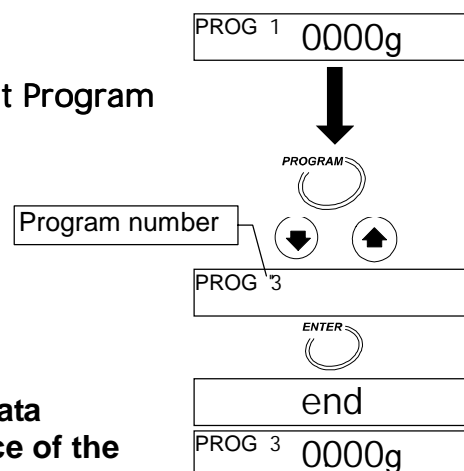 PROG 1 0000g
t Program
PROGRAM
Program number
PROG 3
ENTER
end
ata
ce of the
PROG 3 0000g